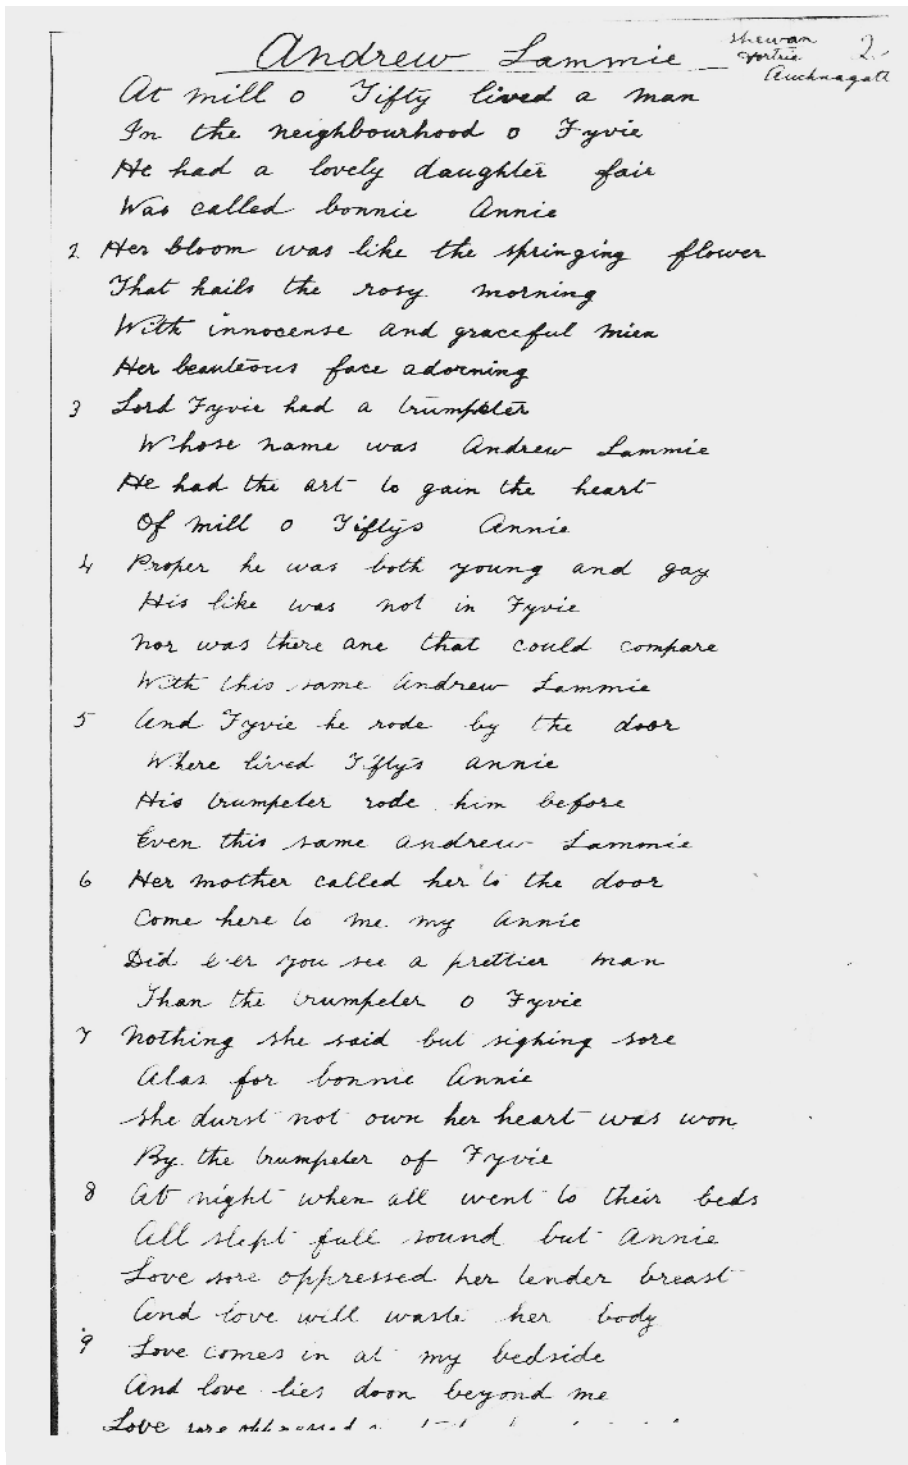 Andrew Lammie
shewan
2.
Auchnagatt
At mill o Tifty lived a man
In the neighbourhood o Fyvie
He had a lovely daughter fair
Was called bonnie Annie
2. Her bloom was like the springing flower
That hails the rosy morning
With innocense and graceful mien
Her beauteous face adorning
3 Lord Fyvie had a trumpeter
Whose name was Andrew Lammie
He had the art to gain the heart
Of mill o Tiftys Annie
4 Proper he was both young and gay
His like was not in Fyvie
Nor was there ane that could compare
With this same Andrew Lammie
5 And Fyvie he rode by the door
Where lived Tiftys annie
His trumpeter rode him before
Even this same andrew Lammie
6 Her mother called her to the door
Come here to me my Annie
Did e'er you see a prettier man
Than the trumpeter o Fyvie
7 Nothing she said but sighing sore
Alas for bonnie Annie
She durst not own her heart was won
By the trumpeter of Fyvie
8 At night when all went to their beds
All slept full sound but Annie
Love sore oppressed her tender breast
And love will waste her body
9 Love comes in at my bedside
And love lies doon beyond me
Love